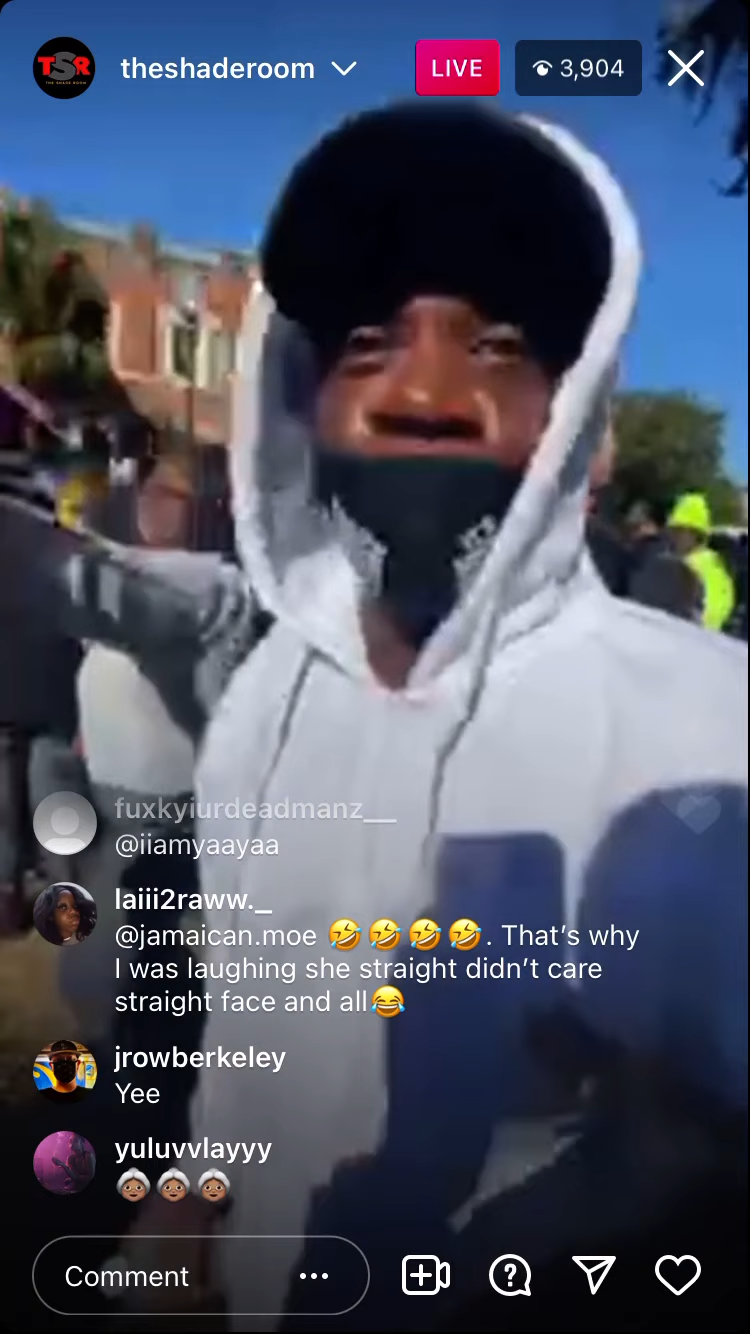 TSR
THE SHADE ROOM
theshaderoom
LIVE
3,904
fuxkyiurdeadmanz__
@iiamyaayaa
laiii2raww._
@jamaican.moe 🤣🤣🤣🤣. That’s why
I was laughing she straight didn’t care
straight face and all😂
jrowberkeley
Yee
yuluvvlayyy
👵🏽👵🏽👵🏽
Comment